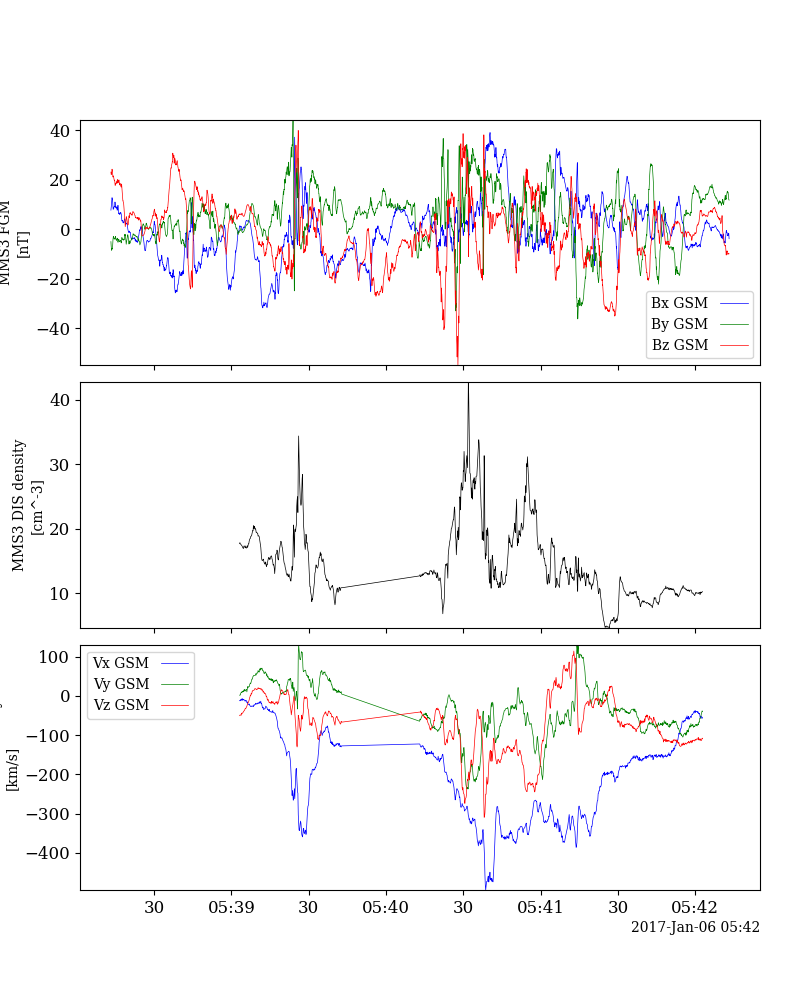 40
20
0
−20
−40
MMS3 FGM
[nT]
Bx GSM
By GSM
Bz GSM
40
30
20
10
MMS3 DIS density
[cm^-3]
100
0
−100
−200
−300
−400
[km/s]
Vx GSM
Vy GSM
Vz GSM
30 05:39 30 05:40 30 05:41 30 05:42
2017-Jan-06 05:42